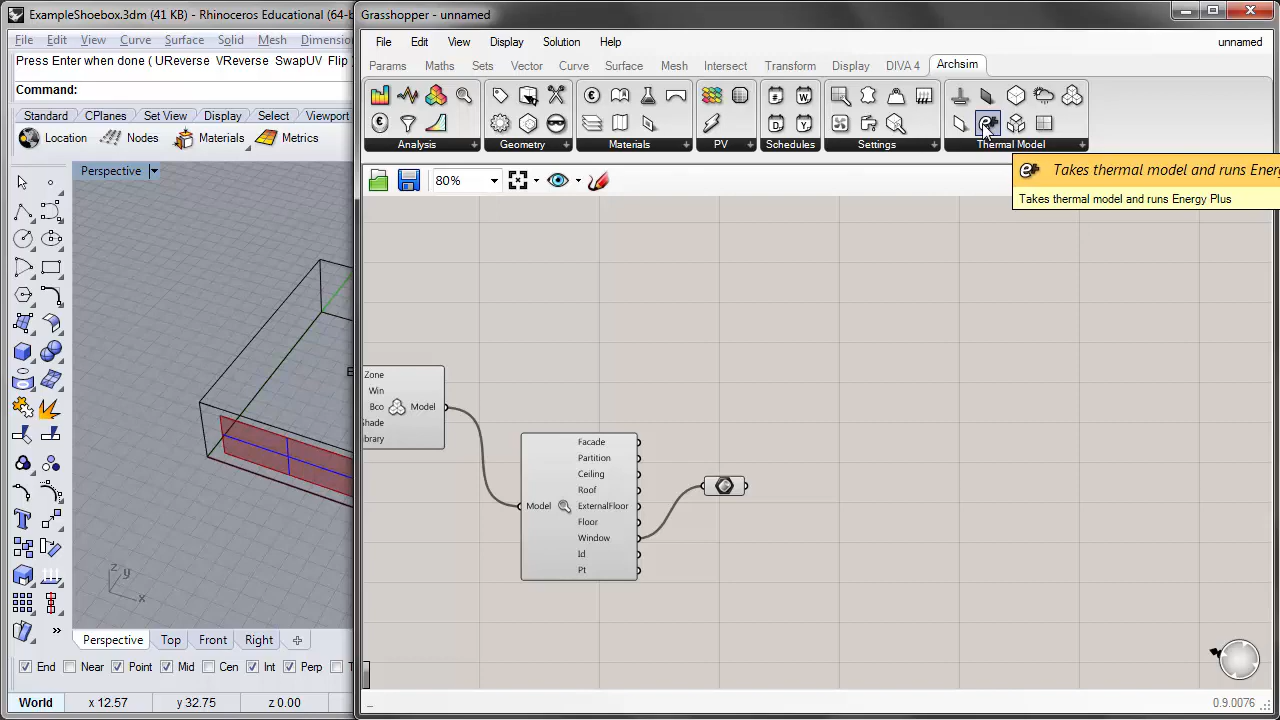 ExampleShoebox.3dm (41 KB) - Rhinoceros Educational (64-b
File Edit View Curve Surface Solid Mesh Dimension
Press Enter when done ( UReverse VReverse SwapUV Flip )
Command:
Standard CPlanes Set View Display Select Viewport
Location Nodes Materials Metrics
Perspective
z y
x
Perspective Top Front Right
End Near Point Mid Cen Int Perp T
World x 12.57 y 32.75 z 0.00
Grasshopper - unnamed
File Edit View Display Solution Help unnamed
Params Maths Sets Vector Curve Surface Mesh Intersect Transform Display DIVA 4 Archsim
Analysis Geometry Materials PV Schedules Settings Thermal Model
80%
Takes thermal model and runs Energ
Takes thermal model and runs Energy Plus
Zone
Win
Bco Model
Shade
ibrary
Facade
Partition
Ceiling
Roof
Model ExternalFloor
Floor
Window
Id
Pt
0.9.0076